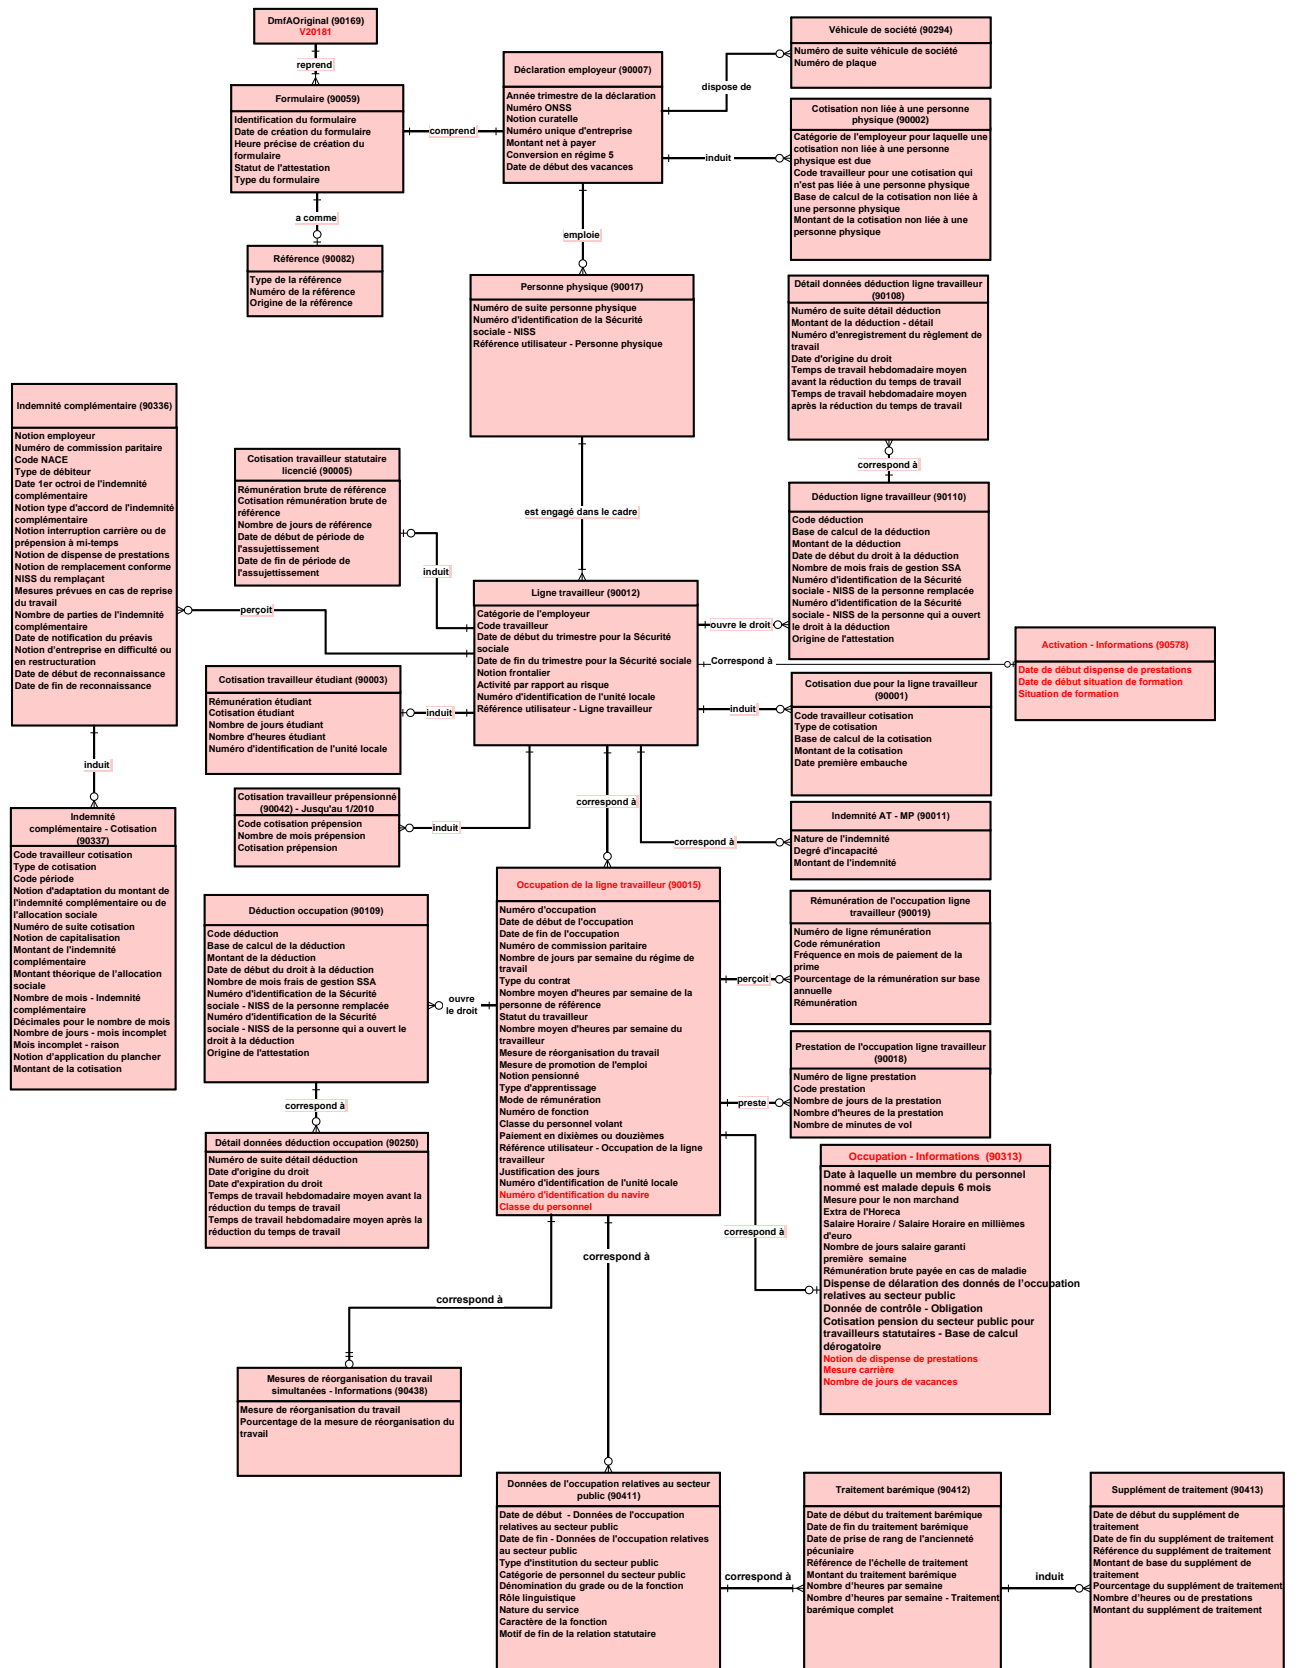 DmfAOriginal (90169)
V20181
reprend
Formulaire (90059)
Identification du formulaire
Date de création du formulaire
Heure précise de création du
formulaire
Statut de l'attestation
Type du formulaire
comprend
a comme
Référence (90082)
Type de la référence
Numéro de la référence
Origine de la référence
Déclaration employeur (90007)
Année trimestre de la déclaration
Numéro ONSS
Notion curatelle
Numéro unique d'entreprise
Montant net à payer
Conversion en régime 5
Date de début des vacances
dispose de
induit
emploie
Véhicule de société (90294)
Numéro de suite véhicule de société
Numéro de plaque
Cotisation non liée à une personne
physique (90002)
Catégorie de l'employeur pour laquelle une
cotisation non liée à une personne
physique est due
Code travailleur pour une cotisation qui
n'est pas liée à une personne physique
Base de calcul de la cotisation non liée à
une personne physique
Montant de la cotisation non liée à une
personne physique
Personne physique (90017)
Numéro de suite personne physique
Numéro d'identification de la Sécurité
sociale - NISS
Référence utilisateur - Personne physique
est engagé dans le cadre
Détail données déduction ligne travailleur
(90108)
Numéro de suite détail déduction
Montant de la déduction - détail
Numéro d'enregistrement du règlement de
travail
Date d'origine du droit
Temps de travail hebdomadaire moyen
avant la réduction du temps de travail
Temps de travail hebdomadaire moyen
après la réduction du temps de travail
correspond à
Déduction ligne travailleur (90110)
Code déduction
Base de calcul de la déduction
Montant de la déduction
Date de début du droit à la déduction
Nombre de mois frais de gestion SSA
Numéro d'identification de la Sécurité
sociale - NISS de la personne remplacée
Numéro d'identification de la Sécurité
sociale - NISS de la personne qui a ouvert
le droit à la déduction
Origine de l'attestation
Indemnité complémentaire (90336)
Notion employeur
Numéro de commission paritaire
Code NACE
Type de débiteur
Date 1er octroi de l'indemnité
complémentaire
Notion type d'accord de l'indemnité
complémentaire
Notion interruption carrière ou de
prépension à mi-temps
Notion de dispense de prestations
Notion de remplacement conforme
NISS du remplaçant
Mesures prévues en cas de reprise
du travail
Nombre de parties de l'indemnité
complémentaire
Date de notification du préavis
Notion d'entreprise en difficulté ou
en restructuration
Date de début de reconnaissance
Date de fin de reconnaissance
induit
perçoit
Cotisation travailleur statutaire
licencié (90005)
Rémunération brute de référence
Cotisation rémunération brute de
référence
Nombre de jours de référence
Date de début de période de
l'assujettissement
Date de fin de période de
l'assujettissement
induit
Ligne travailleur (90012)
Catégorie de l'employeur
Code travailleur
Date de début du trimestre pour la Sécurité
sociale
Date de fin du trimestre pour la Sécurité sociale
Notion frontalier
Activité par rapport au risque
Numéro d'identification de l'unité locale
Référence utilisateur - Ligne travailleur
ouvre le droit
Correspond à
induit
Activation - Informations (90578)
Date de début dispense de prestations
Date de début situation de formation
Situation de formation
Cotisation travailleur étudiant (90003)
Rémunération étudiant
Cotisation étudiant
Nombre de jours étudiant
Nombre d'heures étudiant
Numéro d'identification de l'unité locale
induit
Cotisation due pour la ligne travailleur
(90001)
Code travailleur cotisation
Type de cotisation
Base de calcul de la cotisation
Montant de la cotisation
Date première embauche
Cotisation travailleur prépensionné
(90042) - Jusqu'au 1/2010
Code cotisation prépension
Nombre de mois prépension
Cotisation prépension
induit
correspond à
correspond à
Indemnité AT - MP (90011)
Nature de l'indemnité
Degré d'incapacité
Montant de l'indemnité
Indemnité
complémentaire - Cotisation
(90337)
Code travailleur cotisation
Type de cotisation
Code période
Notion d'adaptation du montant de
l'indemnité complémentaire ou de
l'allocation sociale
Numéro de suite cotisation
Notion de capitalisation
Montant de l'indemnité
complémentaire
Montant théorique de l'allocation
sociale
Nombre de mois - Indemnité
complémentaire
Décimales pour le nombre de mois
Nombre de jours - mois incomplet
Mois incomplet - raison
Notion d'application du plancher
Montant de la cotisation
Déduction occupation (90109)
Code déduction
Base de calcul de la déduction
Montant de la déduction
Date de début du droit à la déduction
Nombre de mois frais de gestion SSA
Numéro d'identification de la Sécurité
sociale - NISS de la personne remplacée
Numéro d'identification de la Sécurité
sociale - NISS de la personne qui a ouvert le
droit à la déduction
Origine de l'attestation
ouvre
le droit
correspond à
Détail données déduction occupation (90250)
Numéro de suite détail déduction
Date d'origine du droit
Date d'expiration du droit
Temps de travail hebdomadaire moyen avant la
réduction du temps de travail
Temps de travail hebdomadaire moyen après la
réduction du temps de travail
Occupation de la ligne travailleur (90015)
Numéro d'occupation
Date de début de l'occupation
Date de fin de l'occupation
Numéro de commission paritaire
Nombre de jours par semaine du régime de
travail
Type du contrat
Nombre moyen d'heures par semaine de la
personne de référence
Statut du travailleur
Nombre moyen d'heures par semaine du
travailleur
Mesure de réorganisation du travail
Mesure de promotion de l'emploi
Notion pensionné
Type d'apprentissage
Mode de rémunération
Numéro de fonction
Classe du personnel volant
Paiement en dixièmes ou douzièmes
Référence utilisateur - Occupation de la ligne
travailleur
Justification des jours
Numéro d'identification de l'unité locale
Numéro d'identification du navire
Classe du personnel
perçoit
preste
correspond à
Rémunération de l'occupation ligne
travailleur (90019)
Numéro de ligne rémunération
Code rémunération
Fréquence en mois de paiement de la
prime
Pourcentage de la rémunération sur base
annuelle
Rémunération
Prestation de l'occupation ligne travailleur
(90018)
Numéro de ligne prestation
Code prestation
Nombre de jours de la prestation
Nombre d'heures de la prestation
Nombre de minutes de vol
Occupation - Informations (90313)
Date à laquelle un membre du personnel
nommé est malade depuis 6 mois
Mesure pour le non marchand
Extra de l'Horeca
Salaire Horaire / Salaire Horaire en millièmes
d'euro
Nombre de jours salaire garanti
première semaine
Rémunération brute payée en cas de maladie
Dispense de délaration des donnés de l'occupation
relatives au secteur public
Donnée de contrôle - Obligation
Cotisation pension du secteur public pour
travailleurs statutaires - Base de calcul
dérogatoire
Notion de dispense de prestations
Mesure carrière
Nombre de jours de vacances
correspond à
correspond à
Mesures de réorganisation du travail
simultanées - Informations (90438)
Mesure de réorganisation du travail
Pourcentage de la mesure de réorganisation du
travail
Données de l'occupation relatives au secteur
public (90411)
Date de début - Données de l'occupation
relatives au secteur public
Date de fin - Données de l'occupation relatives
au secteur public
Type d'institution du secteur public
Catégorie de personnel du secteur public
Dénomination du grade ou de la fonction
Rôle linguistique
Nature du service
Caractère de la fonction
Motif de fin de la relation statutaire
correspond à
Traitement barémique (90412)
Date de début du traitement barémique
Date de fin du traitement barémique
Date de prise de rang de l'ancienneté
pécuniaire
Référence de l'échelle de traitement
Montant du traitement barémique
Nombre d'heures par semaine
Nombre d'heures par semaine - Traitement
barémique complet
induit
Supplément de traitement (90413)
Date de début du supplément de
traitement
Date de fin du supplément de traitement
Référence du supplément de traitement
Montant de base du supplément de
traitement
Pourcentage du supplément de traitement
Nombre d'heures ou de prestations
Montant du supplément de traitement